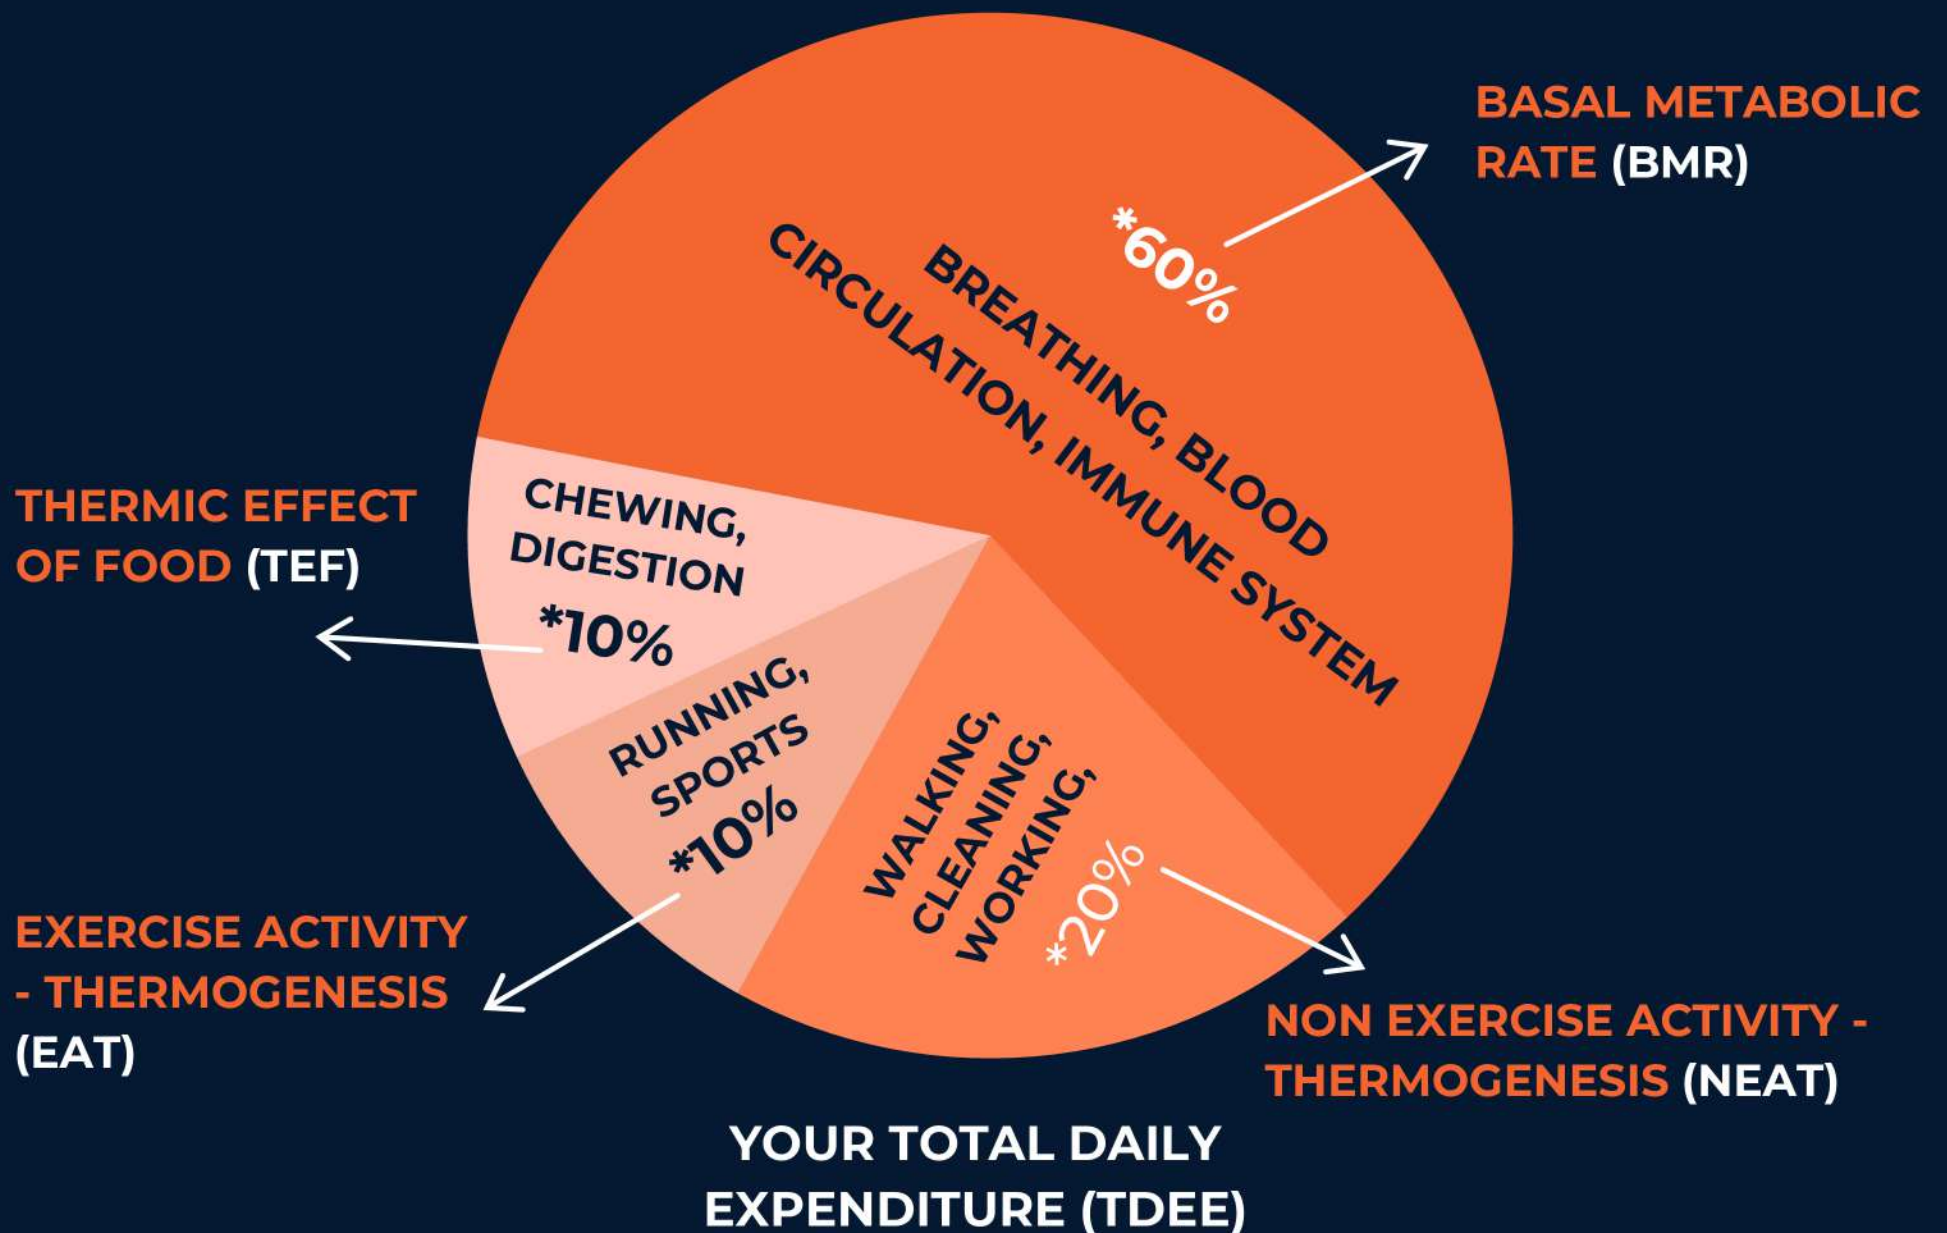 BASAL METABOLIC
RATE (BMR)
*60%
BREATHING, BLOOD
CIRCULATION, IMMUNE SYSTEM
THERMIC EFFECT
OF FOOD (TEF)
CHEWING,
DIGESTION
*10%
RUNNING,
SPORTS
*10%
WALKING,
CLEANING,
WORKING,
*20%
EXERCISE ACTIVITY
- THERMOGENESIS
(EAT)
NON EXERCISE ACTIVITY -
THERMOGENESIS (NEAT)
YOUR TOTAL DAILY
EXPENDITURE (TDEE)